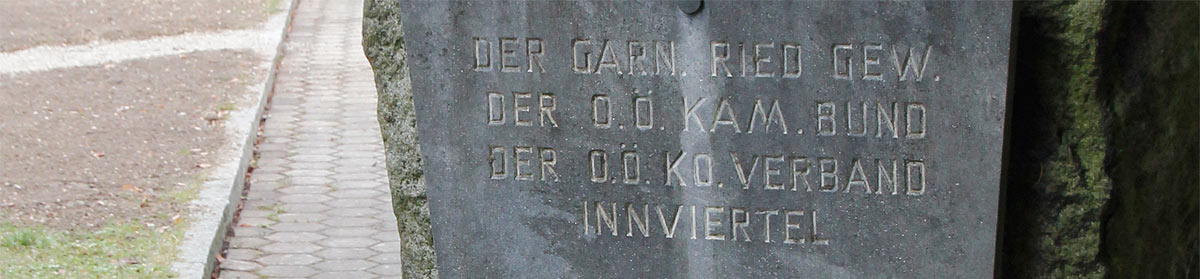 DER GARN. RIED GEW.
DER O.Ö. KAM. BUND
DER O.Ö. KO. VERBAND
INNVIERTEL